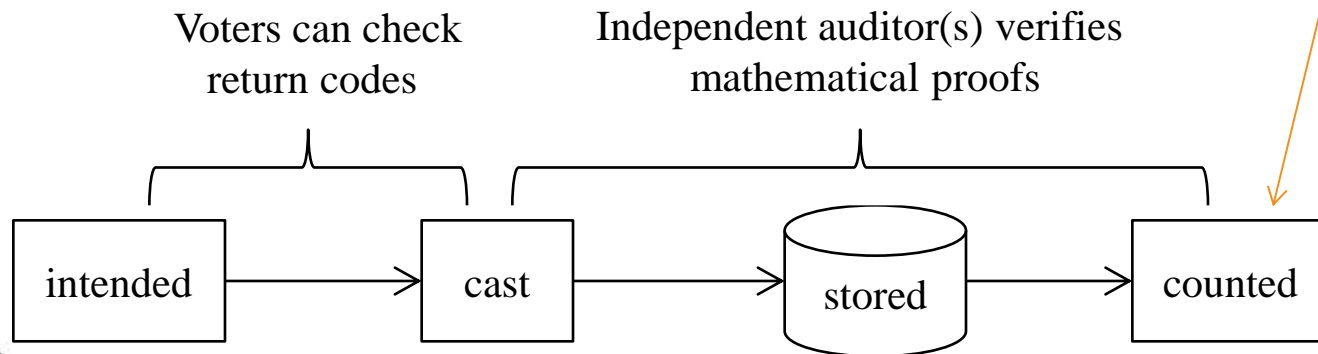 Voters can check
return codes
Independent auditor(s) verifies
mathematical proofs
intended
cast
stored
counted